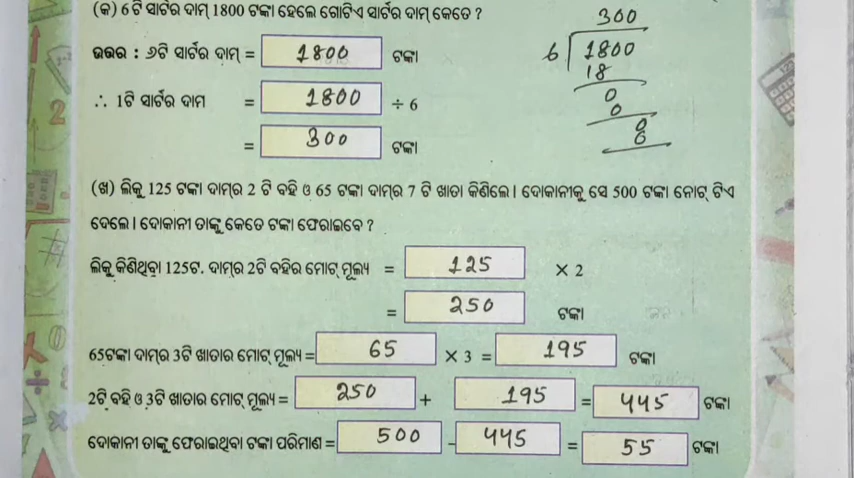 (କ) 6 ଟି ସାର୍ଟର ଦାମ୍ 1800 ଟଙ୍କା ହେଲେ ଗୋଟିଏ ସାର୍ଟର ଦାମ୍ କେତେ ?
ଉତ୍ତର : ୬ଟି ସାର୍ଟର ଦାମ୍ = 1800 ଟଙ୍କା
∴ 1ଟି ସାର୍ଟର ଦାମ = 1800 ÷ 6
= 300 ଟଙ୍କା
300
6 1800
18
0
0
0
0
(ଖ) ଲିକୁ 125 ଟଙ୍କା ଦାମ୍‌ର 2 ଟି ବହି ଓ 65 ଟଙ୍କା ଦାମ୍‌ର 7 ଟି ଖାତା କିଣିଲେ। ଦୋକାନୀକୁ ସେ 500 ଟଙ୍କା ନୋଟ୍ ଟିଏ
ଦେଲେ। ଦୋକାନୀ ତାଙ୍କୁ କେତେ ଟଙ୍କା ଫେରାଇବେ ?
ଲିକୁ କିଣିଥିବା 125ଟ. ଦାମ୍‌ର 2ଟି ବହିର ମୋଟ୍ ମୂଲ୍ୟ = 125 × 2
= 250 ଟଙ୍କା
65ଟଙ୍କା ଦାମ୍‌ର 3ଟି ଖାତାର ମୋଟ୍ ମୂଲ୍ୟ = 65 × 3 = 195 ଟଙ୍କା
2ଟି ବହି ଓ 3ଟି ଖାତାର ମୋଟ୍ ମୂଲ୍ୟ = 250 + 195 = 445 ଟଙ୍କା
ଦୋକାନୀ ତାଙ୍କୁ ଫେରାଇଥିବା ଟଙ୍କା ପରିମାଣ = 500 - 445 = 55 ଟଙ୍କା